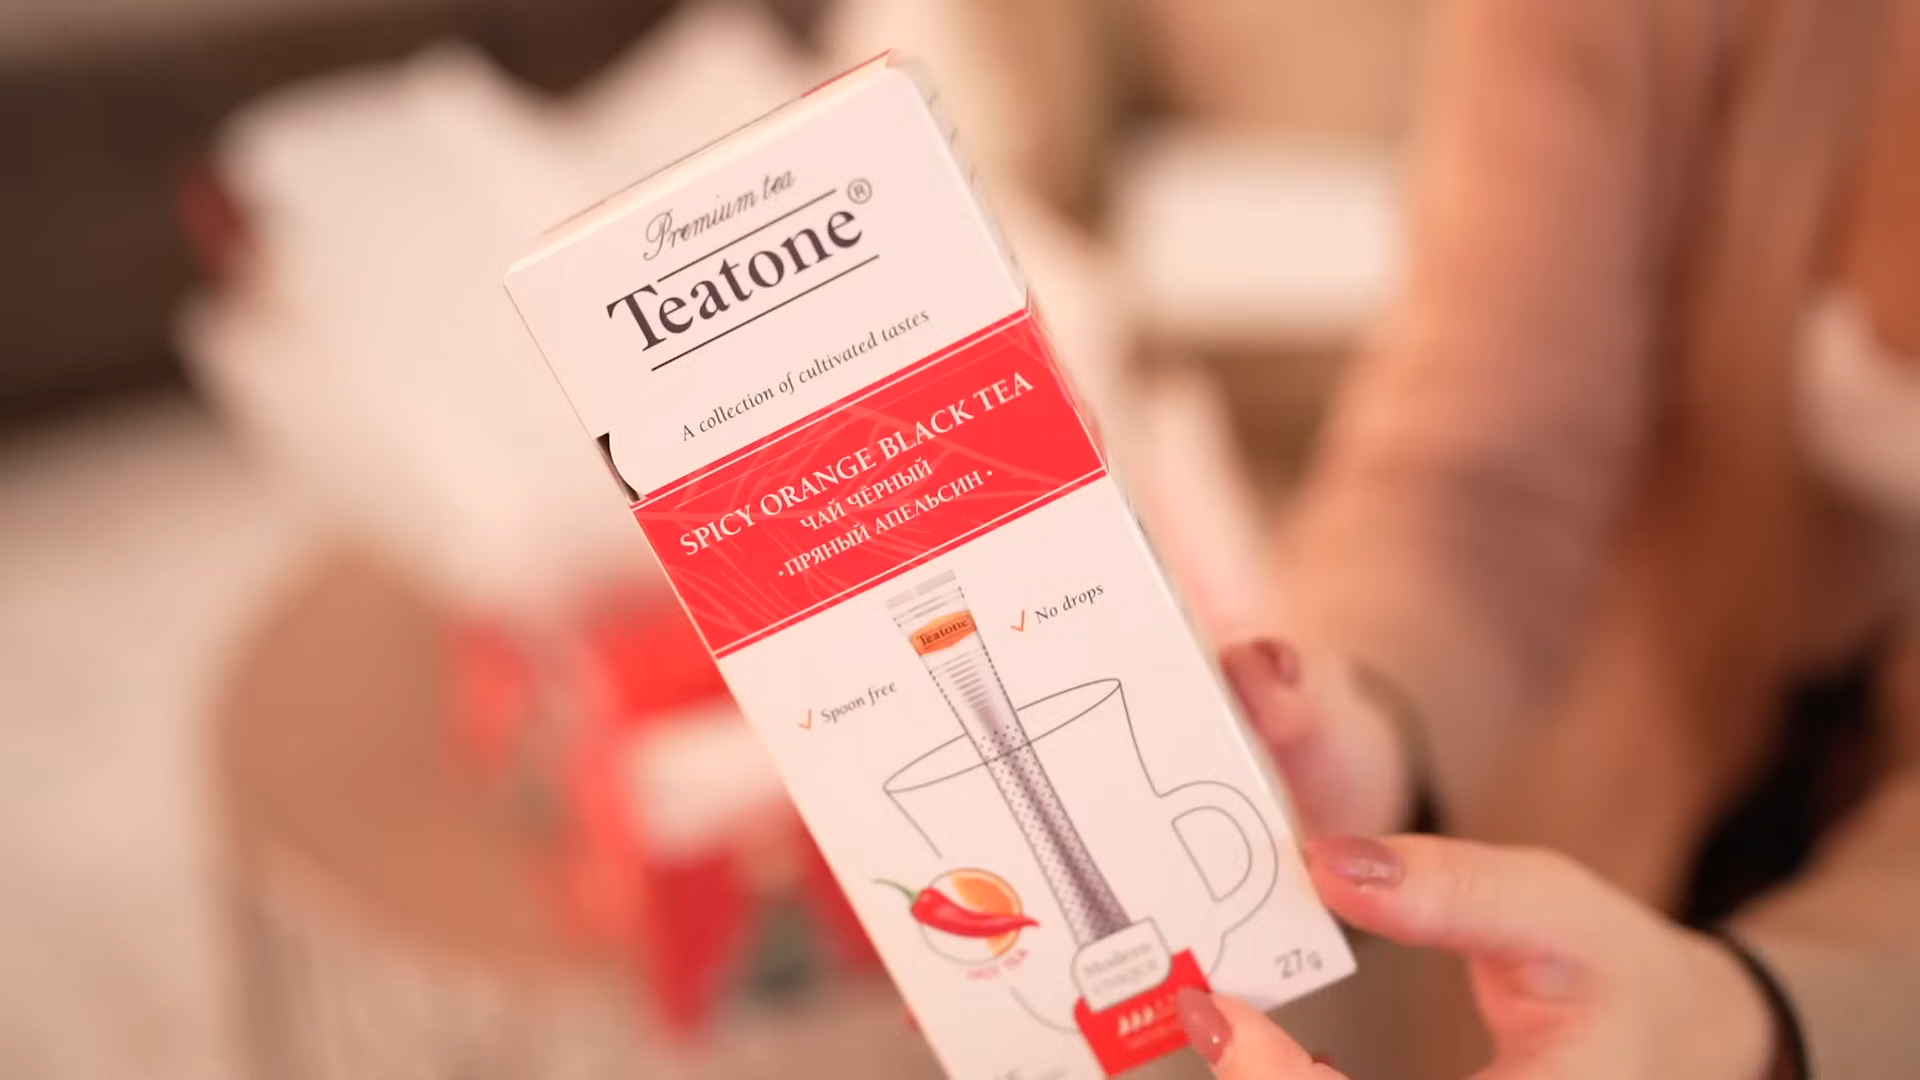 Premium tea
Teatone®
A collection of cultivated tastes
SPICY ORANGE BLACK TEA
ЧАЙ ЧЁРНЫЙ
·ПРЯНЫЙ АПЕЛЬСИН·
Teatone
✓ No drops
✓ Spoon free
27 g